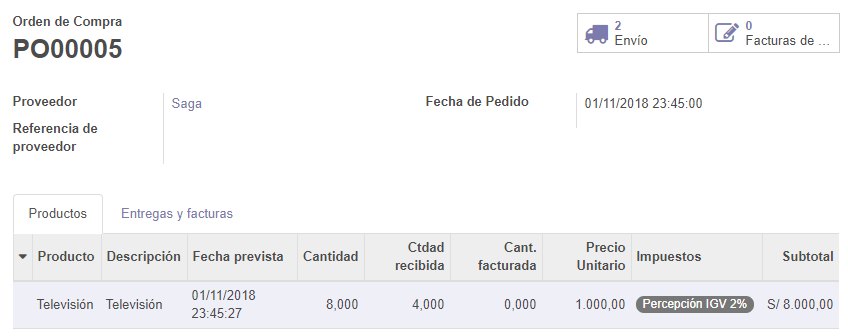 Orden de Compra
PO00005
2
Envío
0
Facturas de ...
Proveedor
Saga
Fecha de Pedido
01/11/2018 23:45:00
Referencia de
proveedor
Productos
Entregas y facturas
Producto Descripción Fecha prevista Cantidad Ctdad recibida Cant. facturada Precio Unitario Impuestos Subtotal
Televisión Televisión 01/11/2018 23:45:27 8,000 4,000 0,000 1.000,00 Percepción IGV 2% S/ 8.000,00